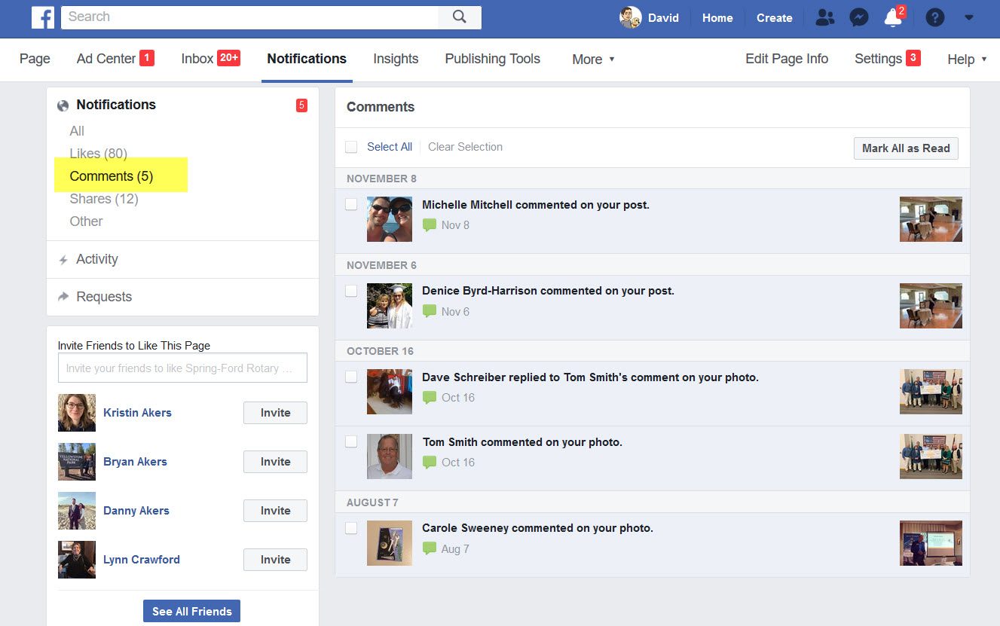 f
Search
David
Home
Create
2
?
Page
Ad Center 1
Inbox 20+
Notifications
Insights
Publishing Tools
More ▼
Edit Page Info
Settings 3
Help ▼
Notifications
5
All
Likes (80)
Comments (5)
Shares (12)
Other
Activity
Requests
Invite Friends to Like This Page
Invite your friends to like Spring-Ford Rotary …
Kristin Akers
Invite
Bryan Akers
Invite
Danny Akers
Invite
Lynn Crawford
Invite
See All Friends
Comments
Select All
Clear Selection
Mark All as Read
NOVEMBER 8
Michelle Mitchell commented on your post.
Nov 8
NOVEMBER 6
Denice Byrd-Harrison commented on your post.
Nov 6
OCTOBER 16
Dave Schreiber replied to Tom Smith's comment on your photo.
Oct 16
Tom Smith commented on your photo.
Oct 16
AUGUST 7
Carole Sweeney commented on your photo.
Aug 7